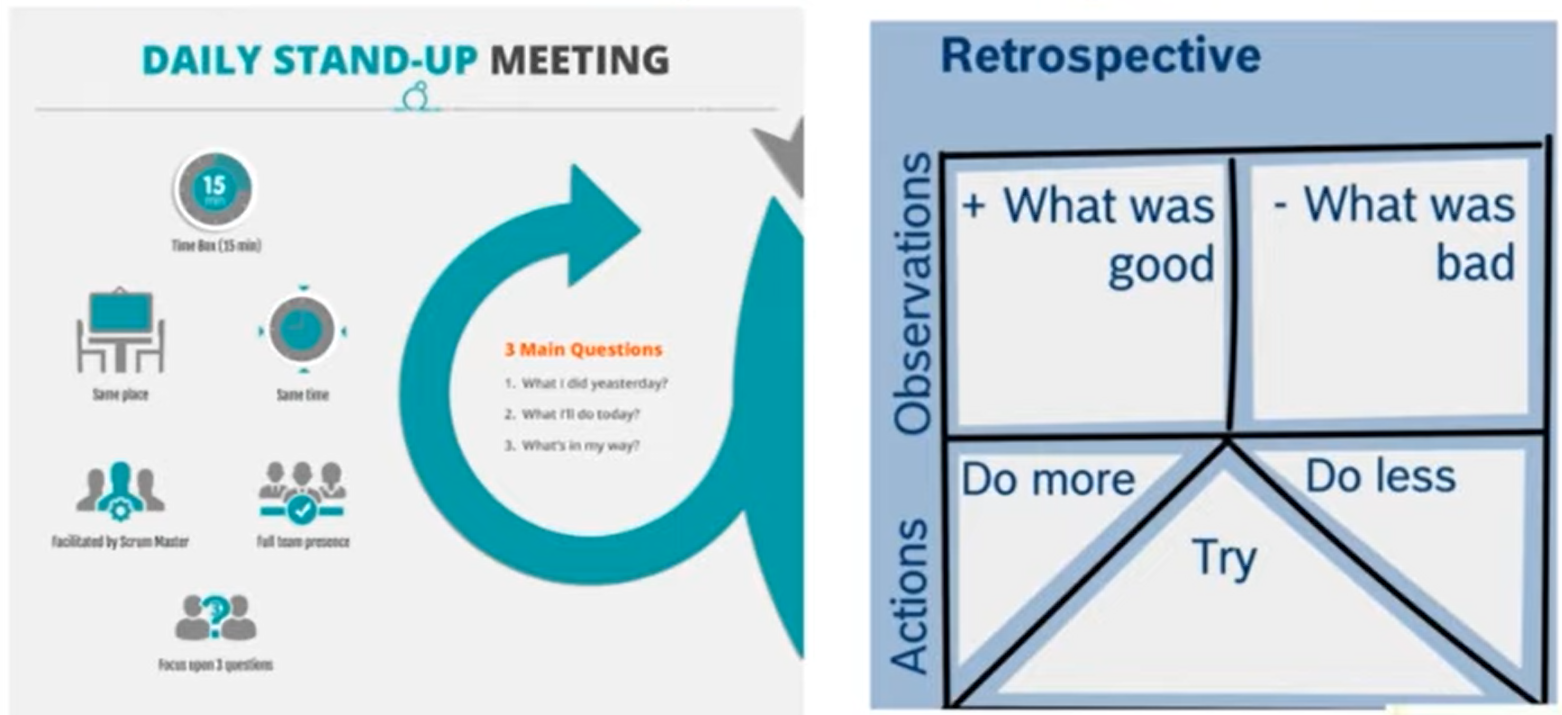 DAILY STAND-UP MEETING
15
min
Time Box (15 min)
Same place
Same time
Facilitated by Scrum Master
Full team presence
Focus upon 3 questions
3 Main Questions
1. What I did yeasterday?
2. What I'll do today?
3. What's in my way?
Retrospective
Observations
+ What was
good
- What was
bad
Actions
Do more
Try
Do less